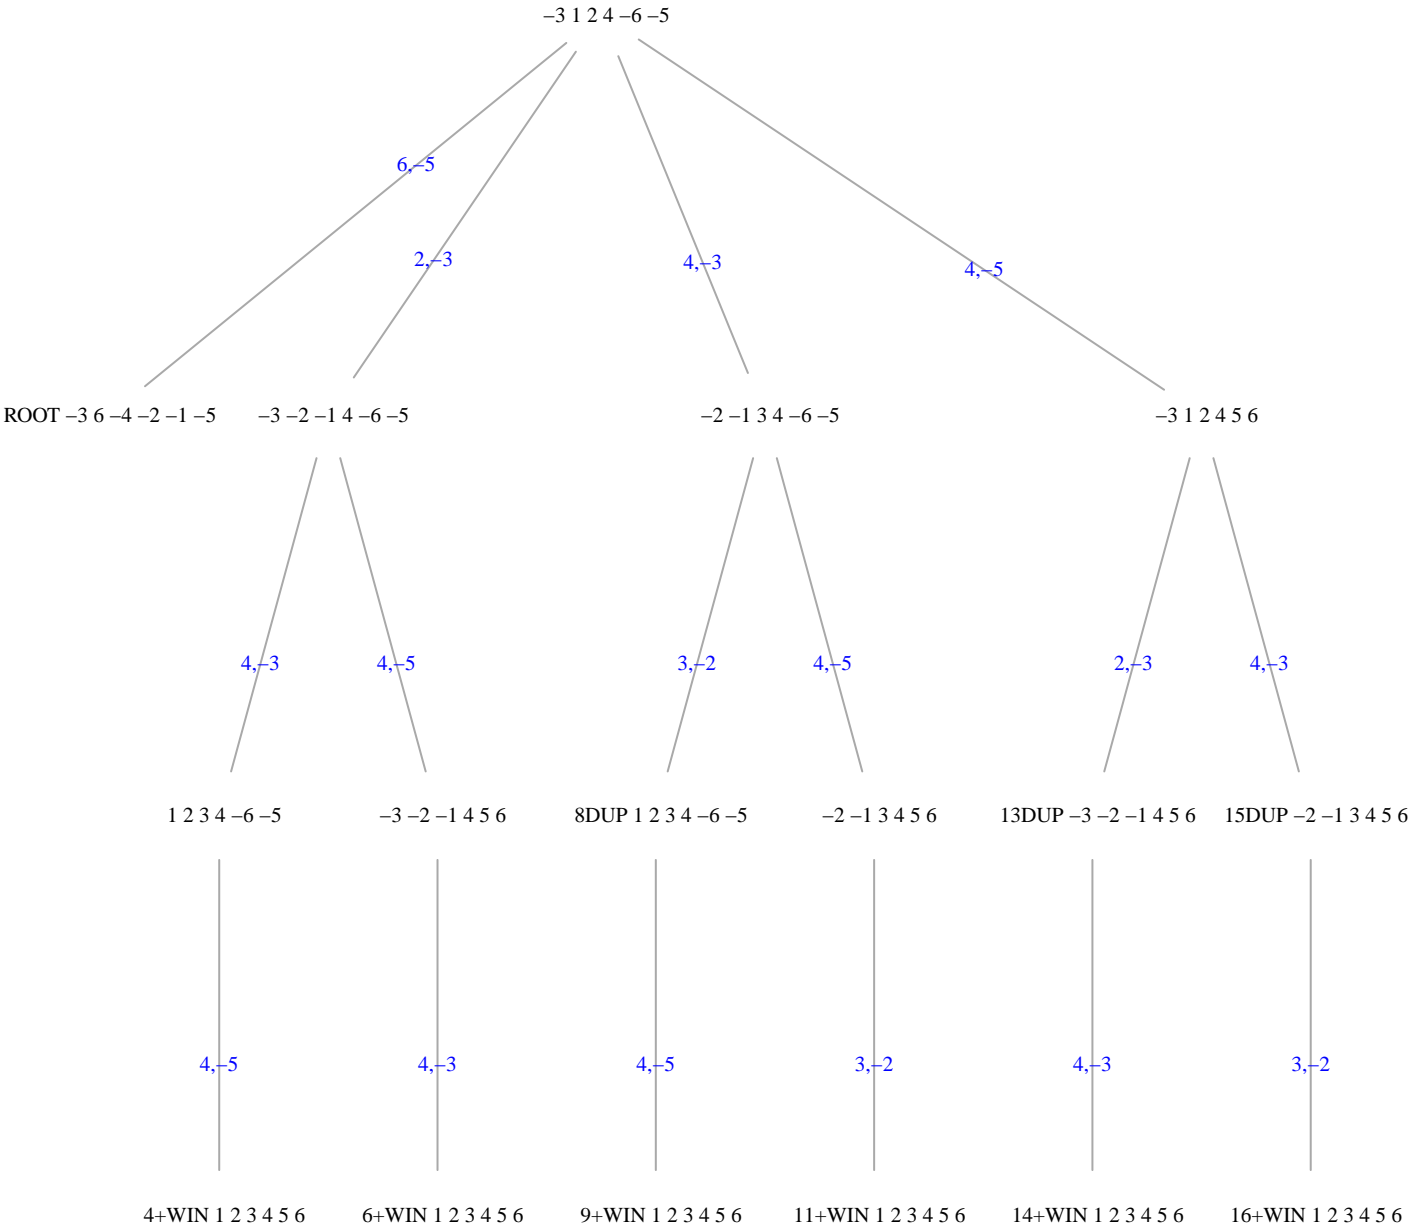 –3 1 2 4 –6 –5
6,–5
2,–3
4,–3
4,–5
ROOT –3 6 –4 –2 –1 –5
–3 –2 –1 4 –6 –5
–2 –1 3 4 –6 –5
–3 1 2 4 5 6
4,–3
4,–5
3,–2
4,–5
2,–3
4,–3
1 2 3 4 –6 –5
–3 –2 –1 4 5 6
8DUP 1 2 3 4 –6 –5
–2 –1 3 4 5 6
13DUP –3 –2 –1 4 5 6
15DUP –2 –1 3 4 5 6
4,–5
4,–3
4,–5
3,–2
4,–3
3,–2
4+WIN 1 2 3 4 5 6
6+WIN 1 2 3 4 5 6
9+WIN 1 2 3 4 5 6
11+WIN 1 2 3 4 5 6
14+WIN 1 2 3 4 5 6
16+WIN 1 2 3 4 5 6